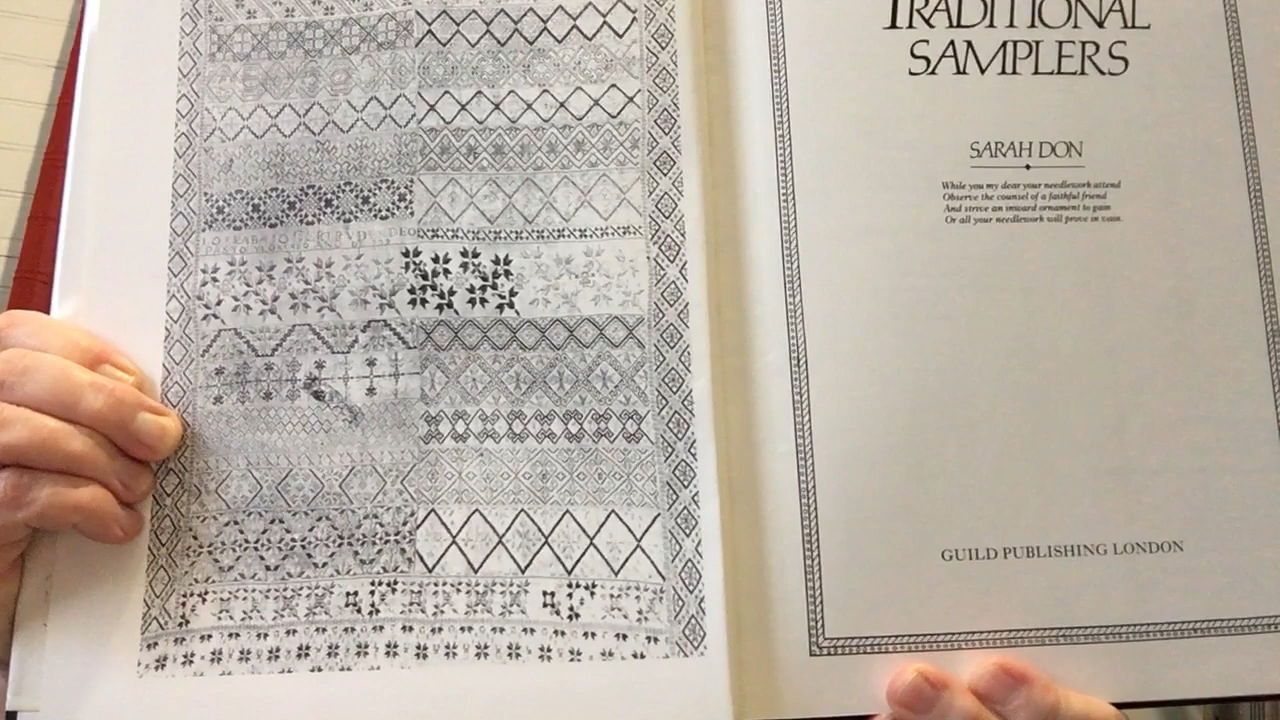 TRADITIONAL
SAMPLERS
SARAH DON
While you my dear your needlework attend
Observe the counsel of a faithful friend
And strive an inward ornament to gain
Or all your needlework will prove in vain.
GUILD PUBLISHING LONDON